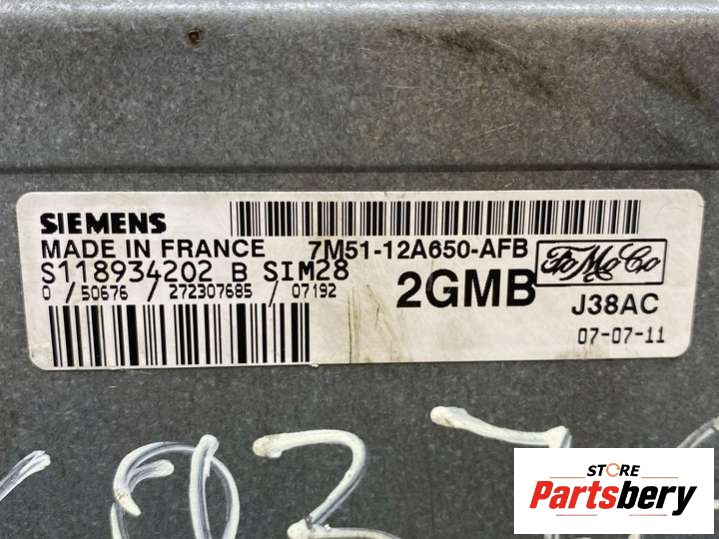 SIEMENS
MADE IN FRANCE 7M51-12A650-AFB
S118934202 B SIM28
0 / 50676 / 272307685 / 07192
2GMB
FoMoCo
J38AC
07-07-11
STORE
Partsbery